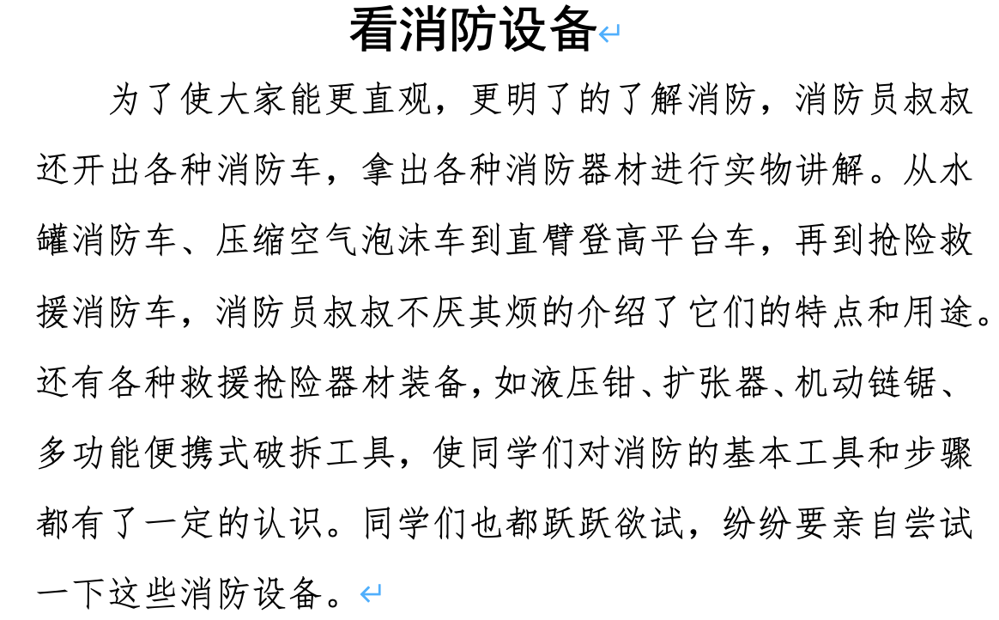 看消防设备
为了使大家能更直观，更明了的了解消防，消防员叔叔
还开出各种消防车，拿出各种消防器材进行实物讲解。从水
罐消防车、压缩空气泡沫车到直臂登高平台车，再到抢险救
援消防车，消防员叔叔不厌其烦的介绍了它们的特点和用途。
还有各种救援抢险器材装备，如液压钳、扩张器、机动链锯、
多功能便携式破拆工具，使同学们对消防的基本工具和步骤
都有了一定的认识。同学们也都跃跃欲试，纷纷要亲自尝试
一下这些消防设备。